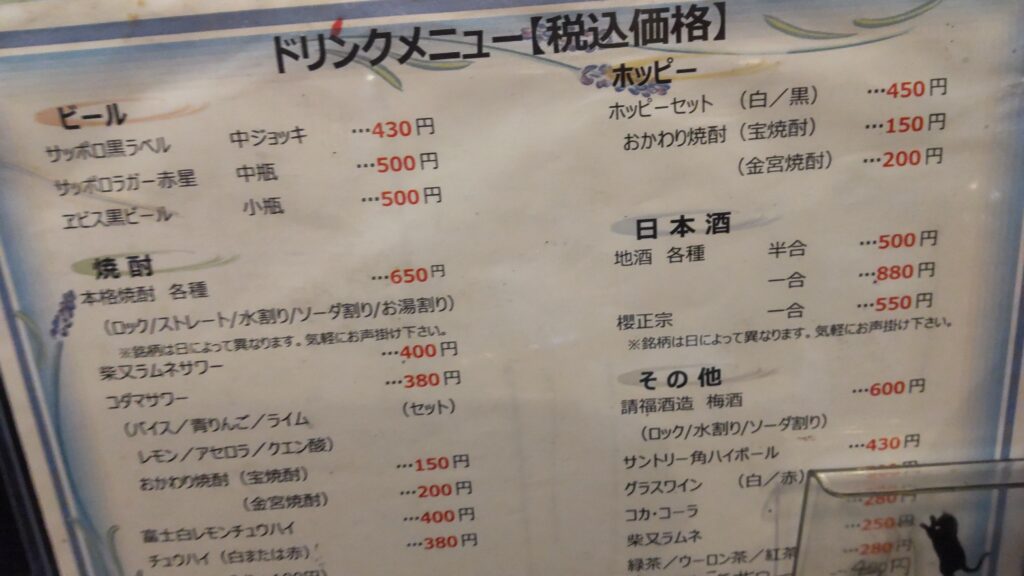 ドリンクメニュー【税込価格】
ビール
サッポロ黒ラベル 中ジョッキ …430円
サッポロラガー赤星 中瓶 …500円
ヱビス黒ビール 小瓶 …500円
焼酎
本格焼酎 各種 …650円
（ロック/ストレート/水割り/ソーダ割り/お湯割り）
※銘柄は日によって異なります。気軽にお声掛け下さい。
柴又ラムネサワー …400円
コダマサワー …380円
（バイス／青りんご／ライム （セット）
レモン／アセロラ／クエン酸）
おかわり焼酎（宝焼酎） …150円
（金宮焼酎） …200円
富士白レモンチュウハイ …400円
チュウハイ（白または赤） …380円
ホッピー
ホッピーセット （白／黒） …450円
おかわり焼酎（宝焼酎） …150円
（金宮焼酎） …200円
日本酒
地酒 各種 半合 …500円
一合 …880円
櫻正宗 一合 …550円
※銘柄は日によって異なります。気軽にお声掛け下さい。
その他
請福酒造 梅酒 …600円
（ロック/水割り/ソーダ割り）
サントリー角ハイボール …430円
グラスワイン （白／赤）
コカ・コーラ …280円
柴又ラムネ …250円
緑茶／ウーロン茶／紅茶 …280円